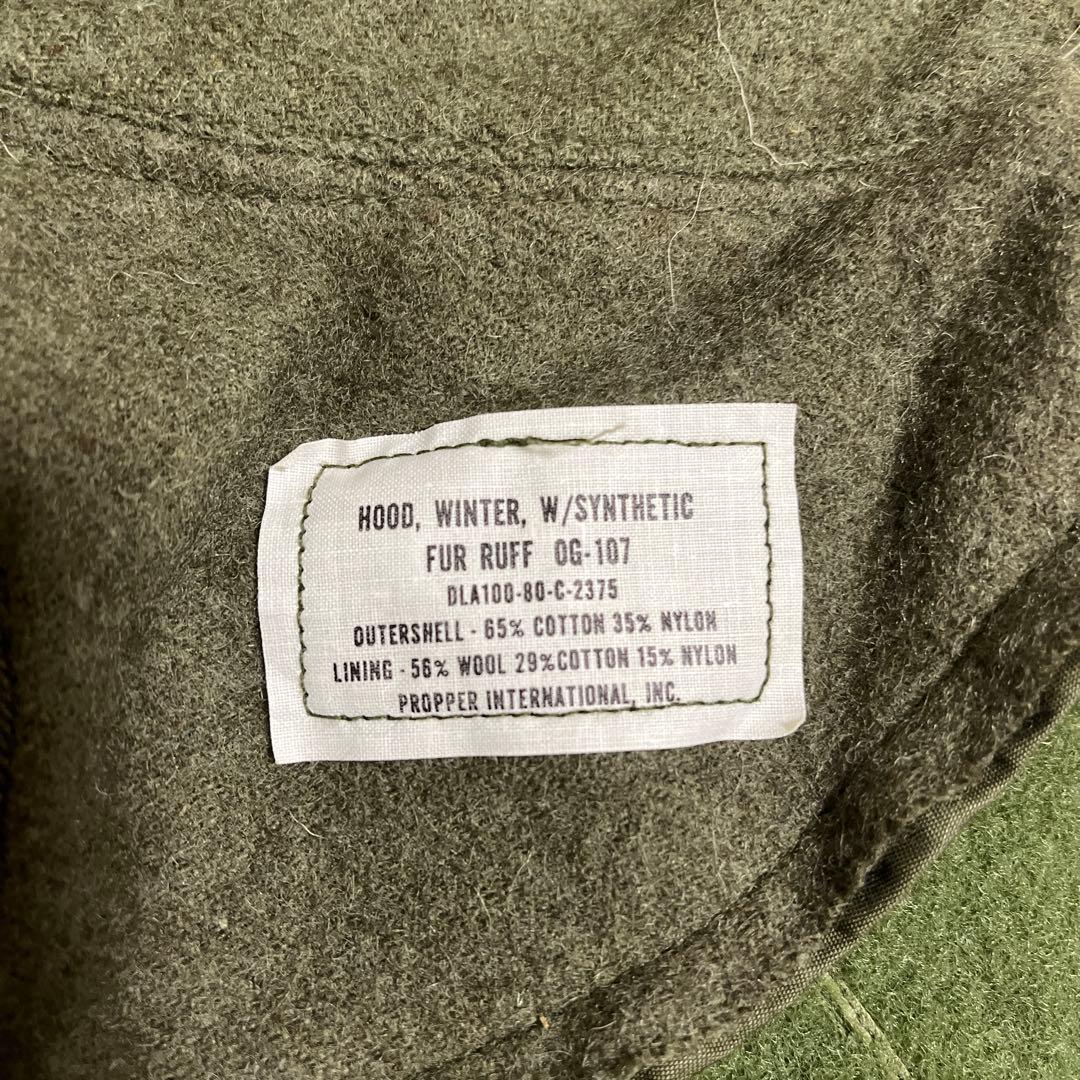 HOOD, WINTER, W/SYNTHETIC
FUR RUFF OG-107
DLA100-80-C-2375
OUTERSHELL - 65% COTTON 35% NYLON
LINING - 56% WOOL 29%COTTON 15% NYLON
PROPPER INTERNATIONAL, INC.